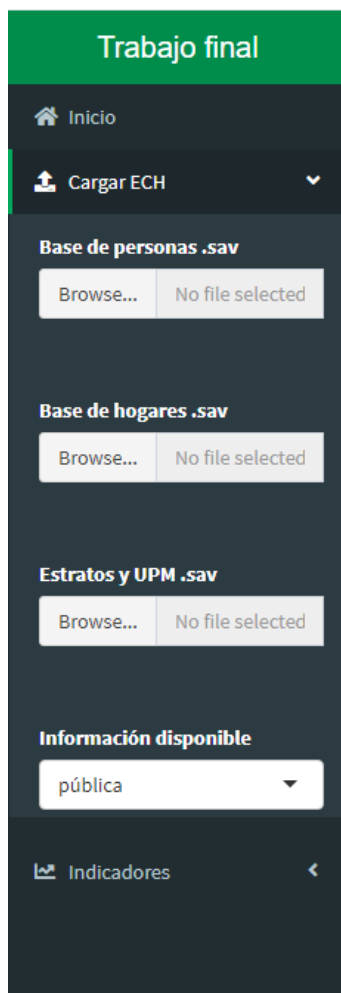 Trabajo final
Inicio
Cargar ECH
Base de personas .sav
Browse... No file selected
Base de hogares .sav
Browse... No file selected
Estratos y UPM .sav
Browse... No file selected
Información disponible
pública
Indicadores